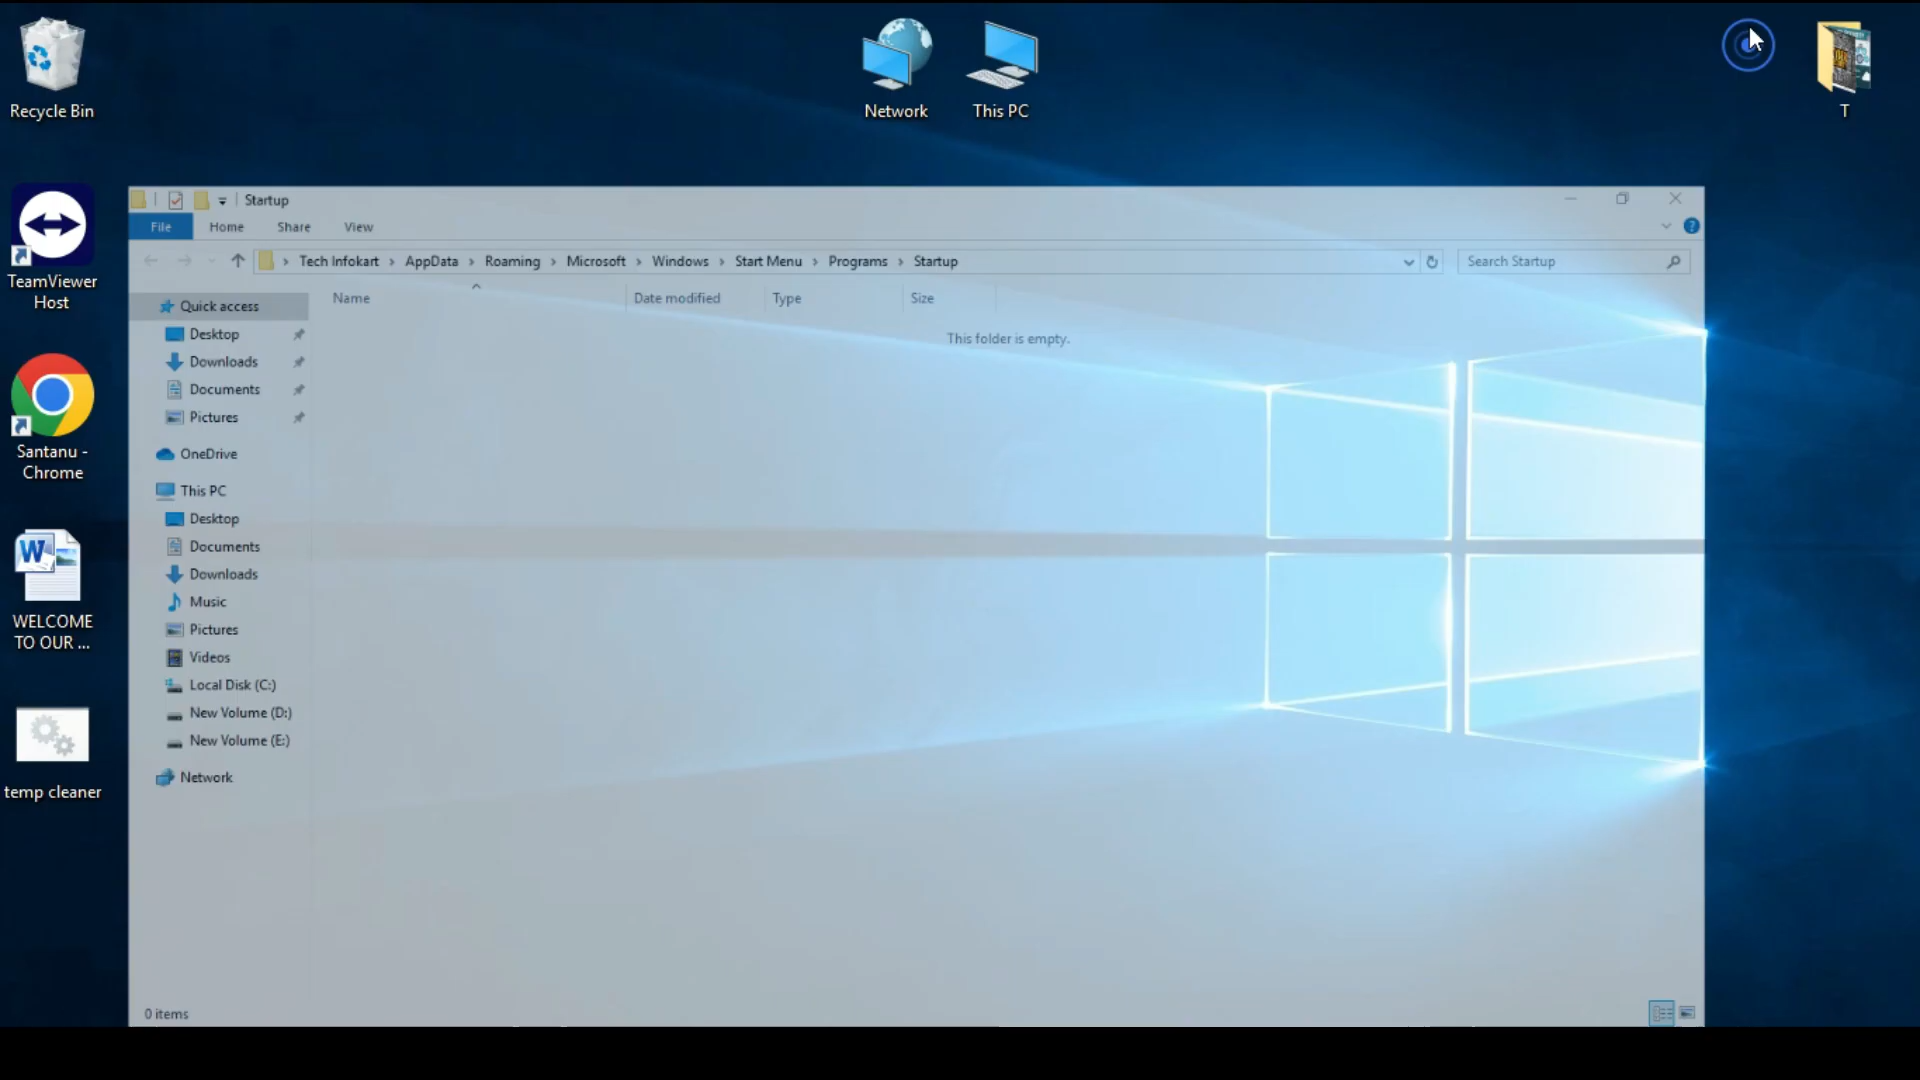 Recycle Bin
Network
This PC
T
TeamViewer
Host
Santanu -
Chrome
WELCOME
TO OUR ...
temp cleaner
Startup
File
Home
Share
View
Tech Infokart
AppData
Roaming
Microsoft
Windows
Start Menu
Programs
Startup
Search Startup
Name
Date modified
Type
Size
This folder is empty.
Quick access
Desktop
Downloads
Documents
Pictures
OneDrive
This PC
Desktop
Documents
Downloads
Music
Pictures
Videos
Local Disk (C:)
New Volume (D:)
New Volume (E:)
Network
0 items